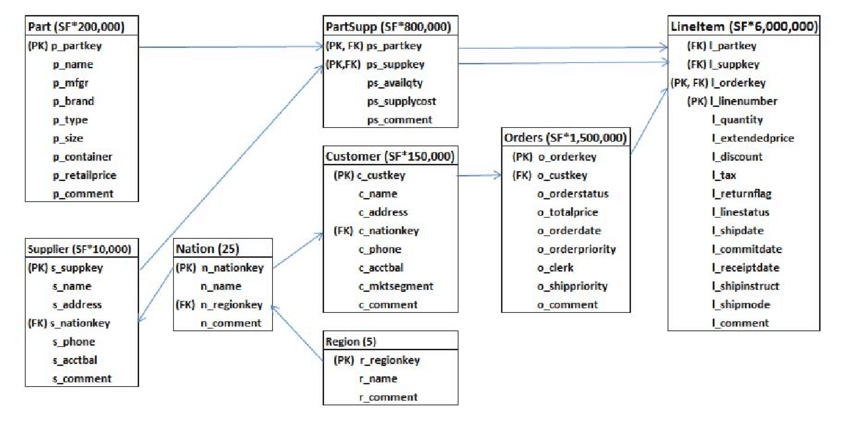 Part (SF*200,000)
(PK) p_partkey
p_name
p_mfgr
p_brand
p_type
p_size
p_container
p_retailprice
p_comment
PartSupp (SF*800,000)
(PK, FK) ps_partkey
(PK,FK) ps_suppkey
ps_availqty
ps_supplycost
ps_comment
LineItem (SF*6,000,000)
(FK) l_partkey
(FK) l_suppkey
(PK, FK) l_orderkey
(PK) l_linenumber
l_quantity
l_extendedprice
l_discount
l_tax
l_returnflag
l_linestatus
l_shipdate
l_commitdate
l_receiptdate
l_shipinstruct
l_shipmode
l_comment
Orders (SF*1,500,000)
(PK) o_orderkey
(FK) o_custkey
o_orderstatus
o_totalprice
o_orderdate
o_orderpriority
o_clerk
o_shippriority
o_comment
Customer (SF*150,000)
(PK) c_custkey
c_name
c_address
(FK) c_nationkey
c_phone
c_acctbal
c_mktsegment
c_comment
Supplier (SF*10,000)
(PK) s_suppkey
s_name
s_address
(FK) s_nationkey
s_phone
s_acctbal
s_comment
Nation (25)
(PK) n_nationkey
n_name
(FK) n_regionkey
n_comment
Region (5)
(PK) r_regionkey
r_name
r_comment